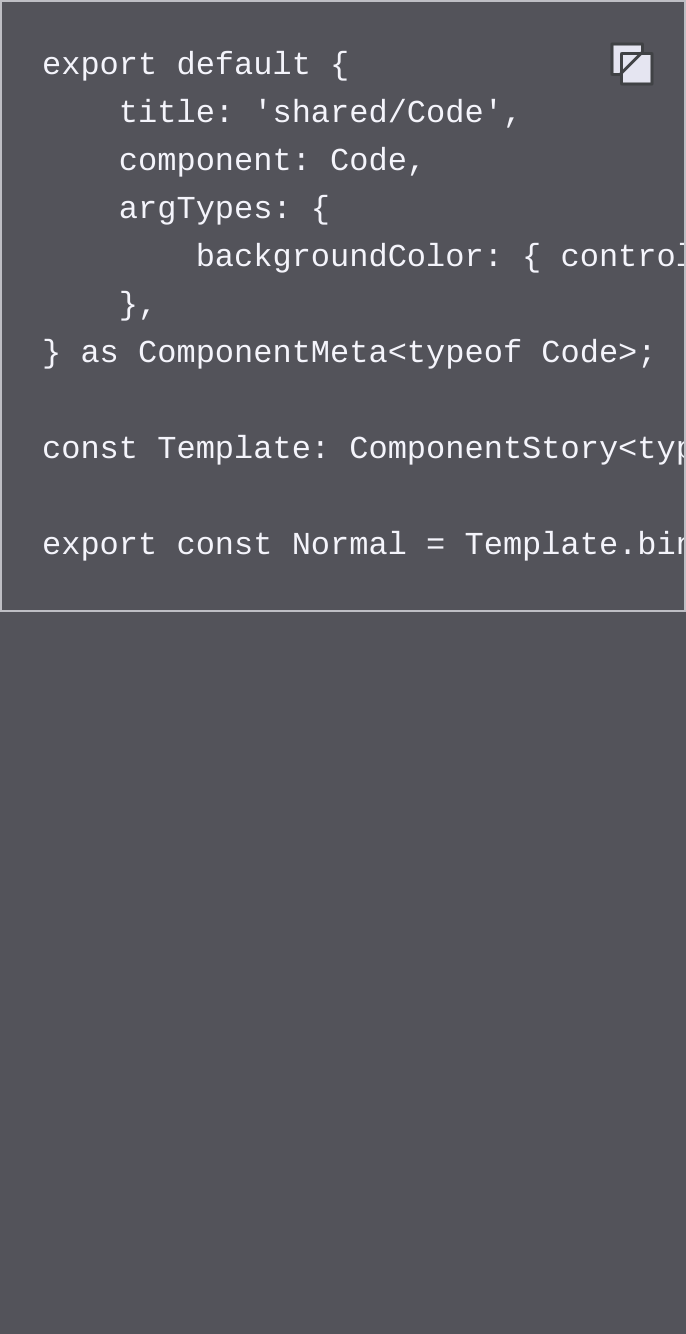 export default {
    title: 'shared/Code',
    component: Code,
    argTypes: {
        backgroundColor: { control
    },
} as ComponentMeta<typeof Code>;
const Template: ComponentStory<typ
export const Normal = Template.bin